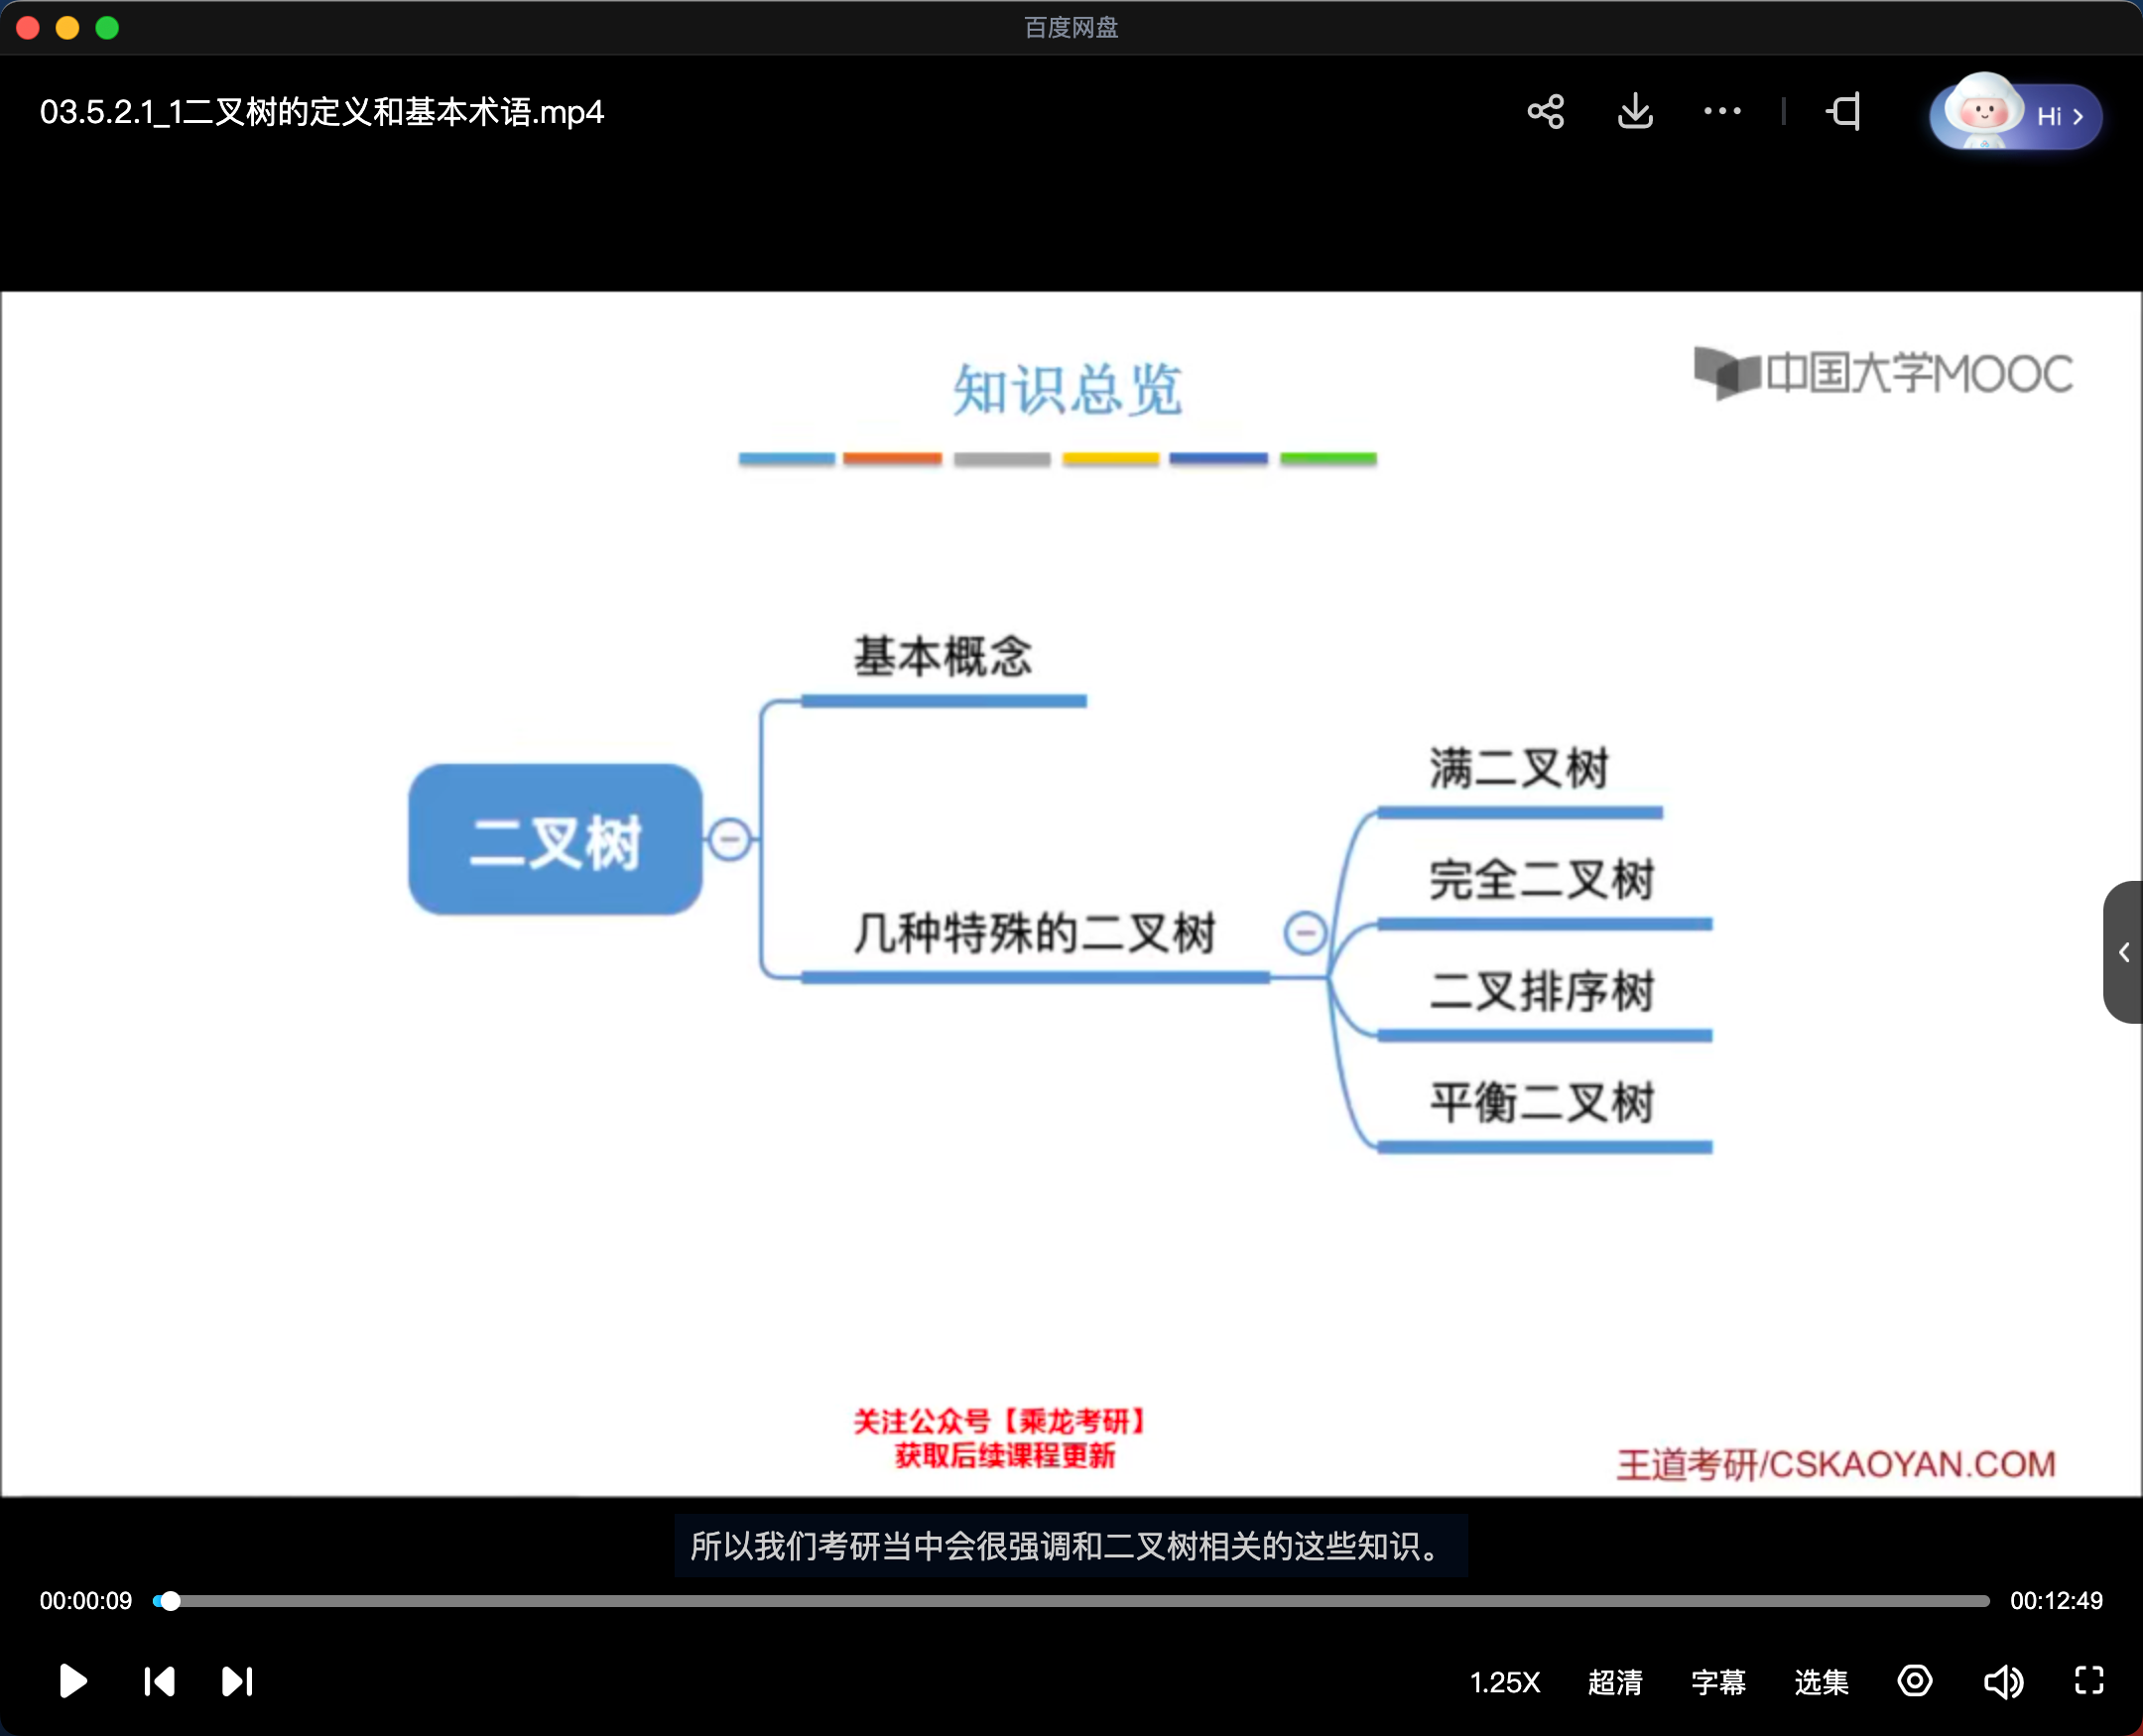 百度网盘
03.5.2.1_1二叉树的定义和基本术语.mp4
Hi
知识总览
中国大学MOOC
基本概念
二叉树
几种特殊的二叉树
满二叉树
完全二叉树
二叉排序树
平衡二叉树
关注公众号【乘龙考研】
获取后续课程更新
王道考研/CSKAOYAN.COM
所以我们考研当中会很强调和二叉树相关的这些知识。
00:00:09
00:12:49
1.25X 超清 字幕 选集